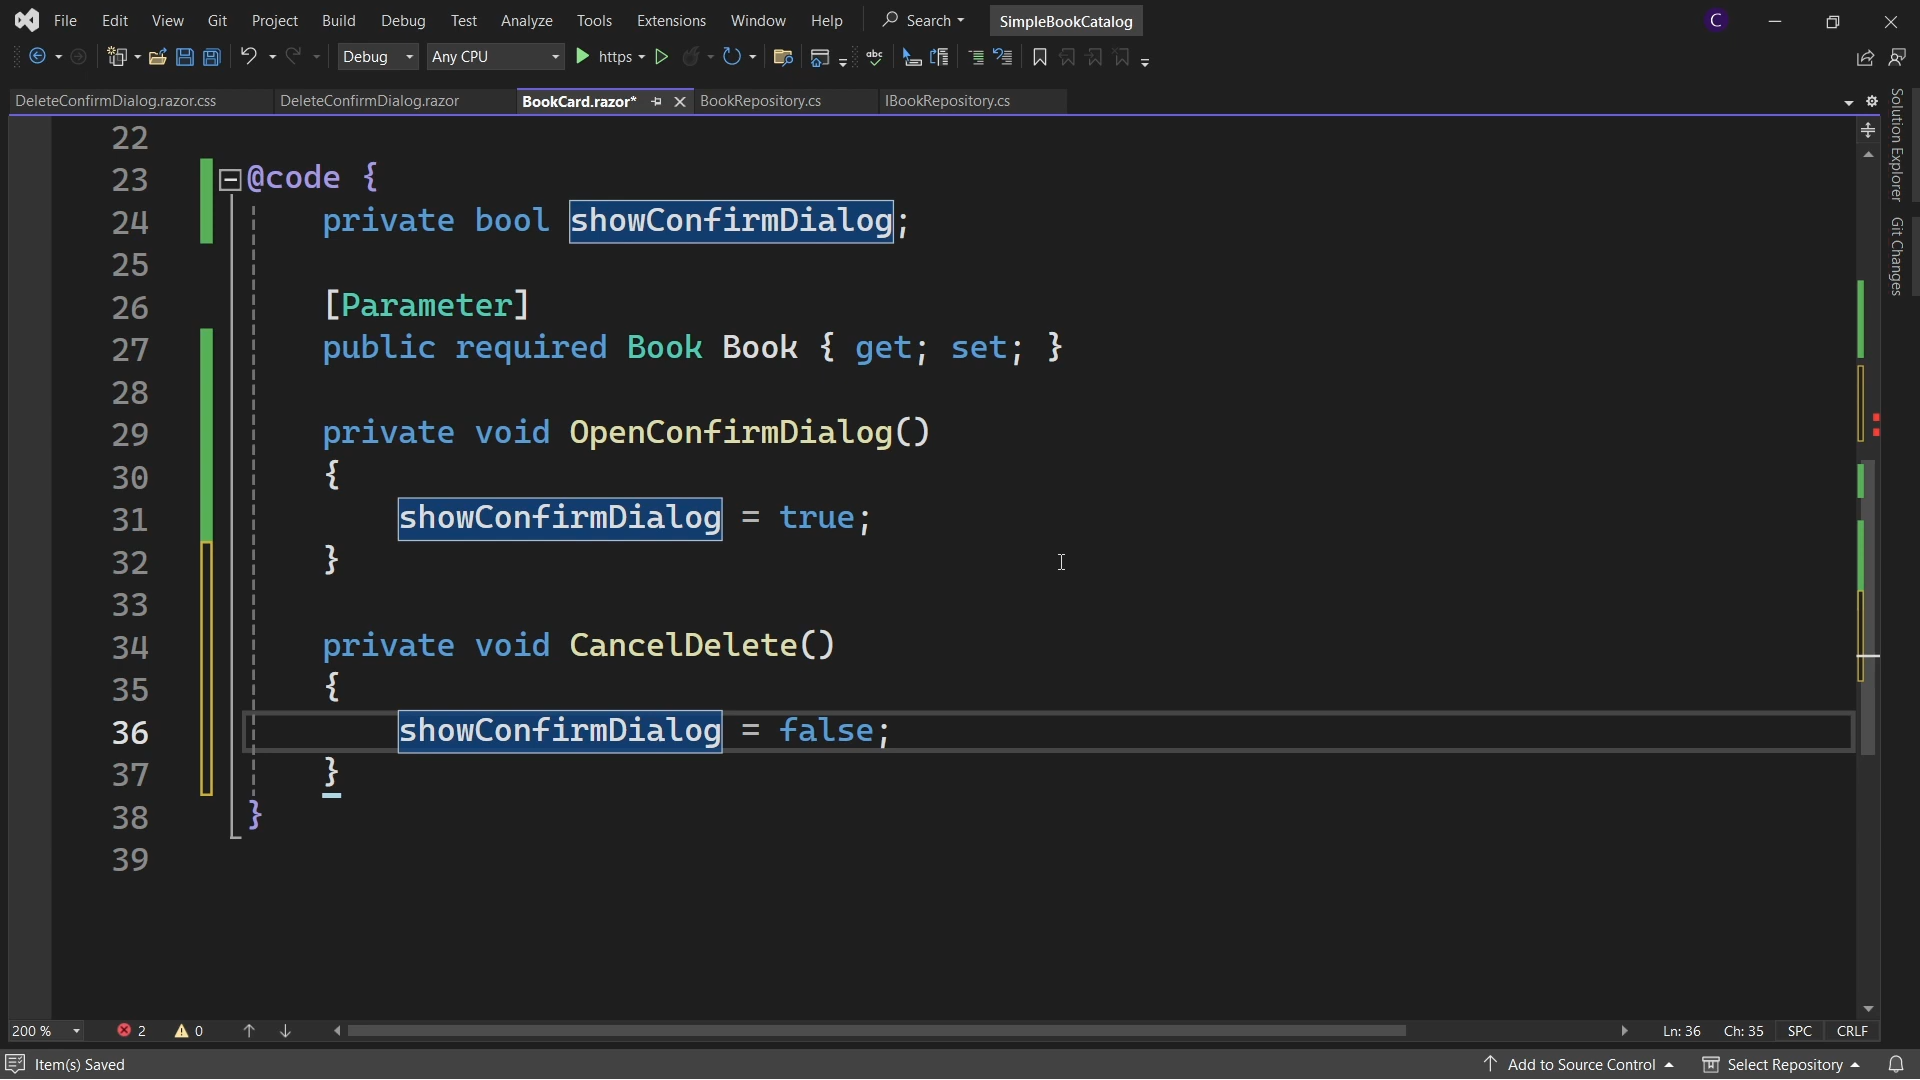 File Edit View Git Project Build Debug Test Analyze Tools Extensions Window Help Search SimpleBookCatalog C
Debug Any CPU https abc
DeleteConfirmDialog.razor.css DeleteConfirmDialog.razor BookCard.razor* BookRepository.cs IBookRepository.cs
Solution Explorer
Git Changes
22
23 @code {
24 private bool showConfirmDialog;
25
26 [Parameter]
27 public required Book Book { get; set; }
28
29 private void OpenConfirmDialog()
30 {
31 showConfirmDialog = true;
32 }
33
34 private void CancelDelete()
35 {
36 showConfirmDialog = false;
37 }
38 }
39
200 % 2 0 Ln: 36 Ch: 35 SPC CRLF
Item(s) Saved Add to Source Control Select Repository